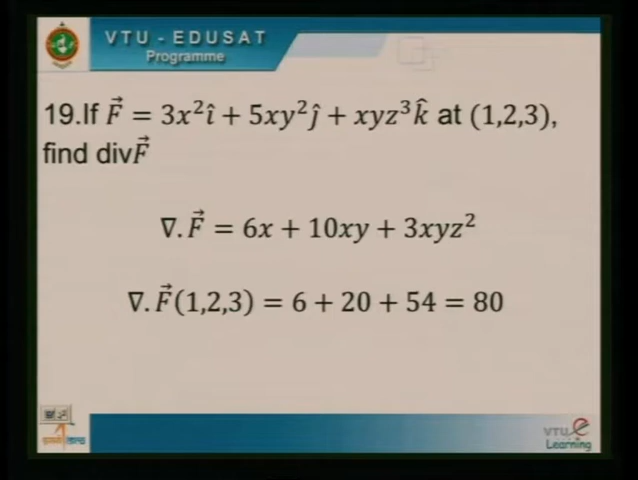 VTU - EDUSAT
Programme
19.If F⃗ = 3x²î + 5xy²ĵ + xyz³k̂ at (1,2,3),
find divF⃗
∇. F⃗ = 6x + 10xy + 3xyz²
∇. F⃗(1,2,3) = 6 + 20 + 54 = 80
VTU e
Learning